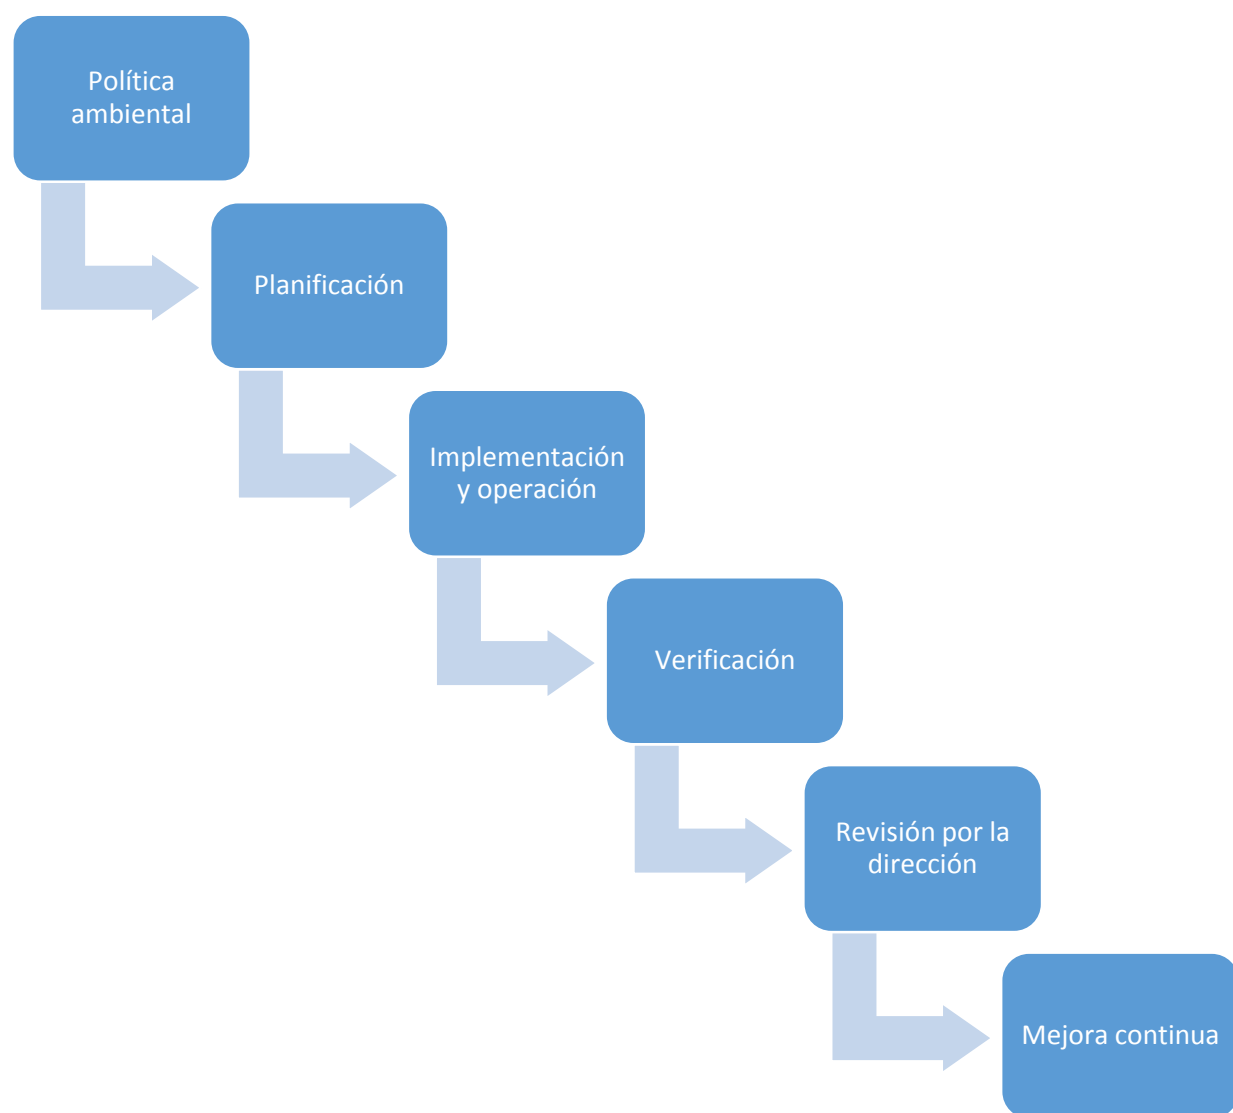 Política
ambiental
Planificación
Implementación
y operación
Verificación
Revisión por la
dirección
Mejora continua